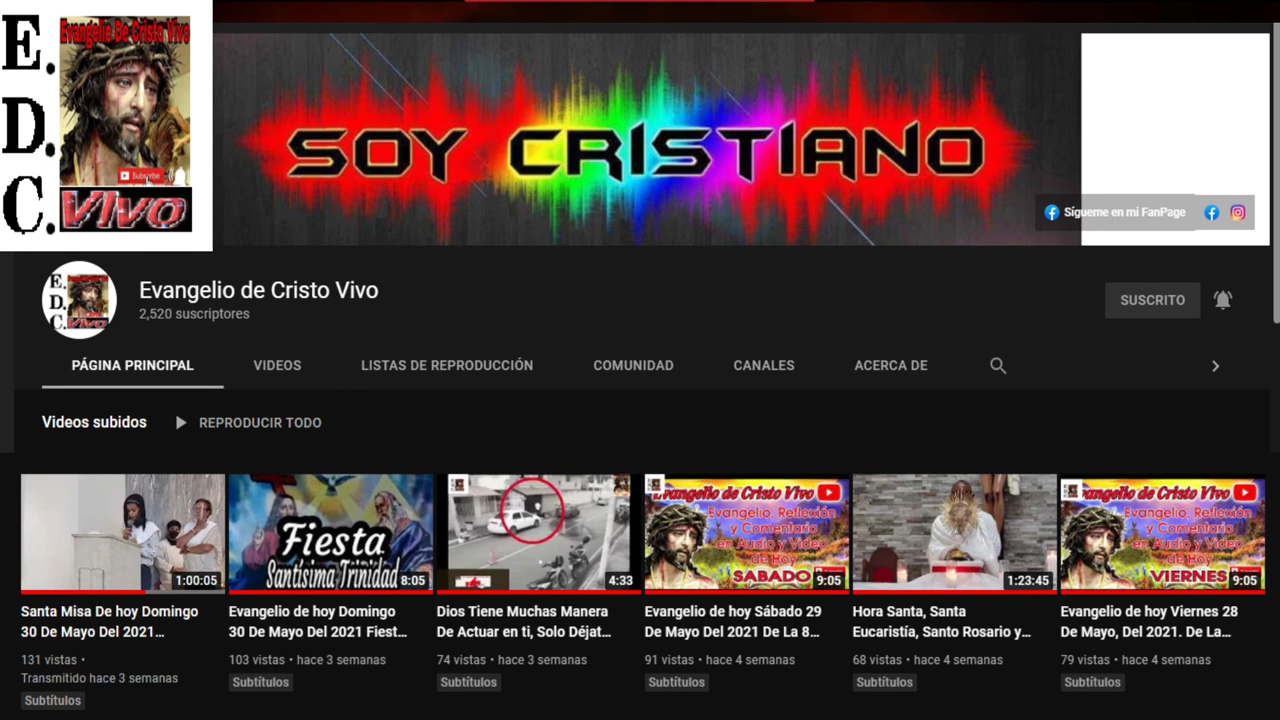 E.
D.
C.
Evangelio De Cristo Vivo
Subscribe
Vivo
SOY CRISTIANO
Sígueme en mi FanPage
E.
D.
C.
Vivo
Evangelio de Cristo Vivo
2,520 suscriptores
SUSCRITO
PÁGINA PRINCIPAL
VIDEOS
LISTAS DE REPRODUCCIÓN
COMUNIDAD
CANALES
ACERCA DE
Videos subidos
REPRODUCIR TODO
1:00:05
Santa Misa De hoy Domingo
30 De Mayo Del 2021...
131 vistas •
Transmitido hace 3 semanas
Subtítulos
Fiesta
Santísima Trinidad
8:05
Evangelio de hoy Domingo
30 De Mayo Del 2021 Fiest...
103 vistas • hace 3 semanas
Subtítulos
4:33
Dios Tiene Muchas Manera
De Actuar en ti, Solo Déjat...
74 vistas • hace 3 semanas
Subtítulos
Evangelio de Cristo Vivo
Evangelio, Reflexión
y Comentario
en Audio y Video
de Hoy
SABADO
9:05
Evangelio de hoy Sábado 29
De Mayo Del 2021 De La 8...
91 vistas • hace 4 semanas
Subtítulos
1:23:45
Hora Santa, Santa
Eucaristía, Santo Rosario y...
68 vistas • hace 4 semanas
Subtítulos
Evangelio de Cristo Vivo
Evangelio, Reflexión
y Comentario
en Audio y Video
de Hoy
VIERNES
9:05
Evangelio de hoy Viernes 28
De Mayo, Del 2021. De La...
79 vistas • hace 4 semanas
Subtítulos